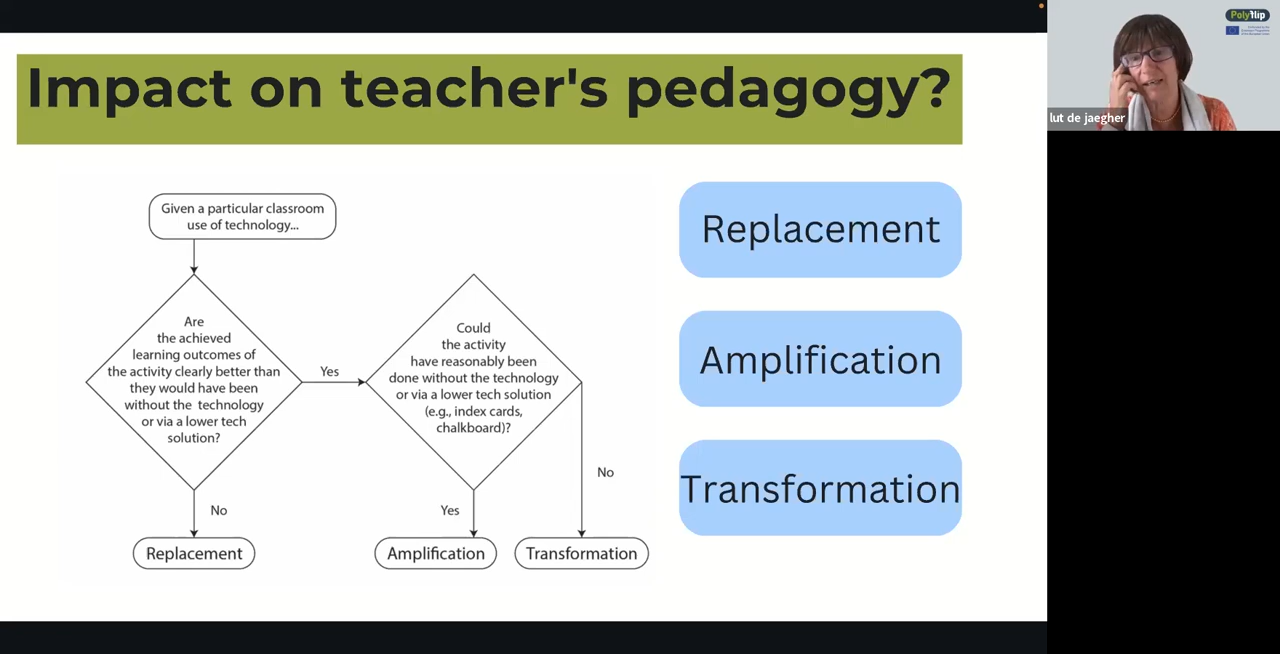 Impact on teacher's pedagogy?
Given a particular classroom
use of technology...
Are
the achieved
learning outcomes of
the activity clearly better than
they would have been
without the technology
or via a lower tech
solution?
Yes
No
Replacement
Could
the activity
have reasonably been
done without the technology
or via a lower tech solution
(e.g., index cards,
chalkboard)?
Yes
No
Amplification
Transformation
Replacement
Amplification
Transformation
Polyflip
lut de jaegher